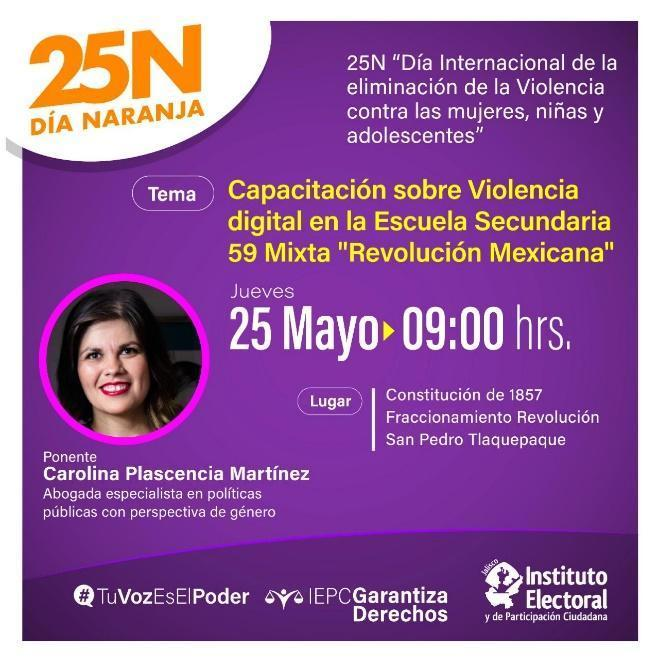 25N
DÍA NARANJA
25N "Día Internacional de la
eliminación de la Violencia
contra las mujeres, niñas y
adolescentes"
Tema
Capacitación sobre Violencia
digital en la Escuela Secundaria
59 Mixta "Revolución Mexicana"
Jueves
25 Mayo 09:00 hrs.
Lugar
Constitución de 1857
Fraccionamiento Revolución
San Pedro Tlaquepaque
Ponente
Carolina Plascencia Martínez
Abogada especialista en políticas
públicas con perspectiva de género
#TuVozEsElPoder
IEPCGarantiza
Derechos
Jalisco
Instituto
Electoral
y de Participación Ciudadana